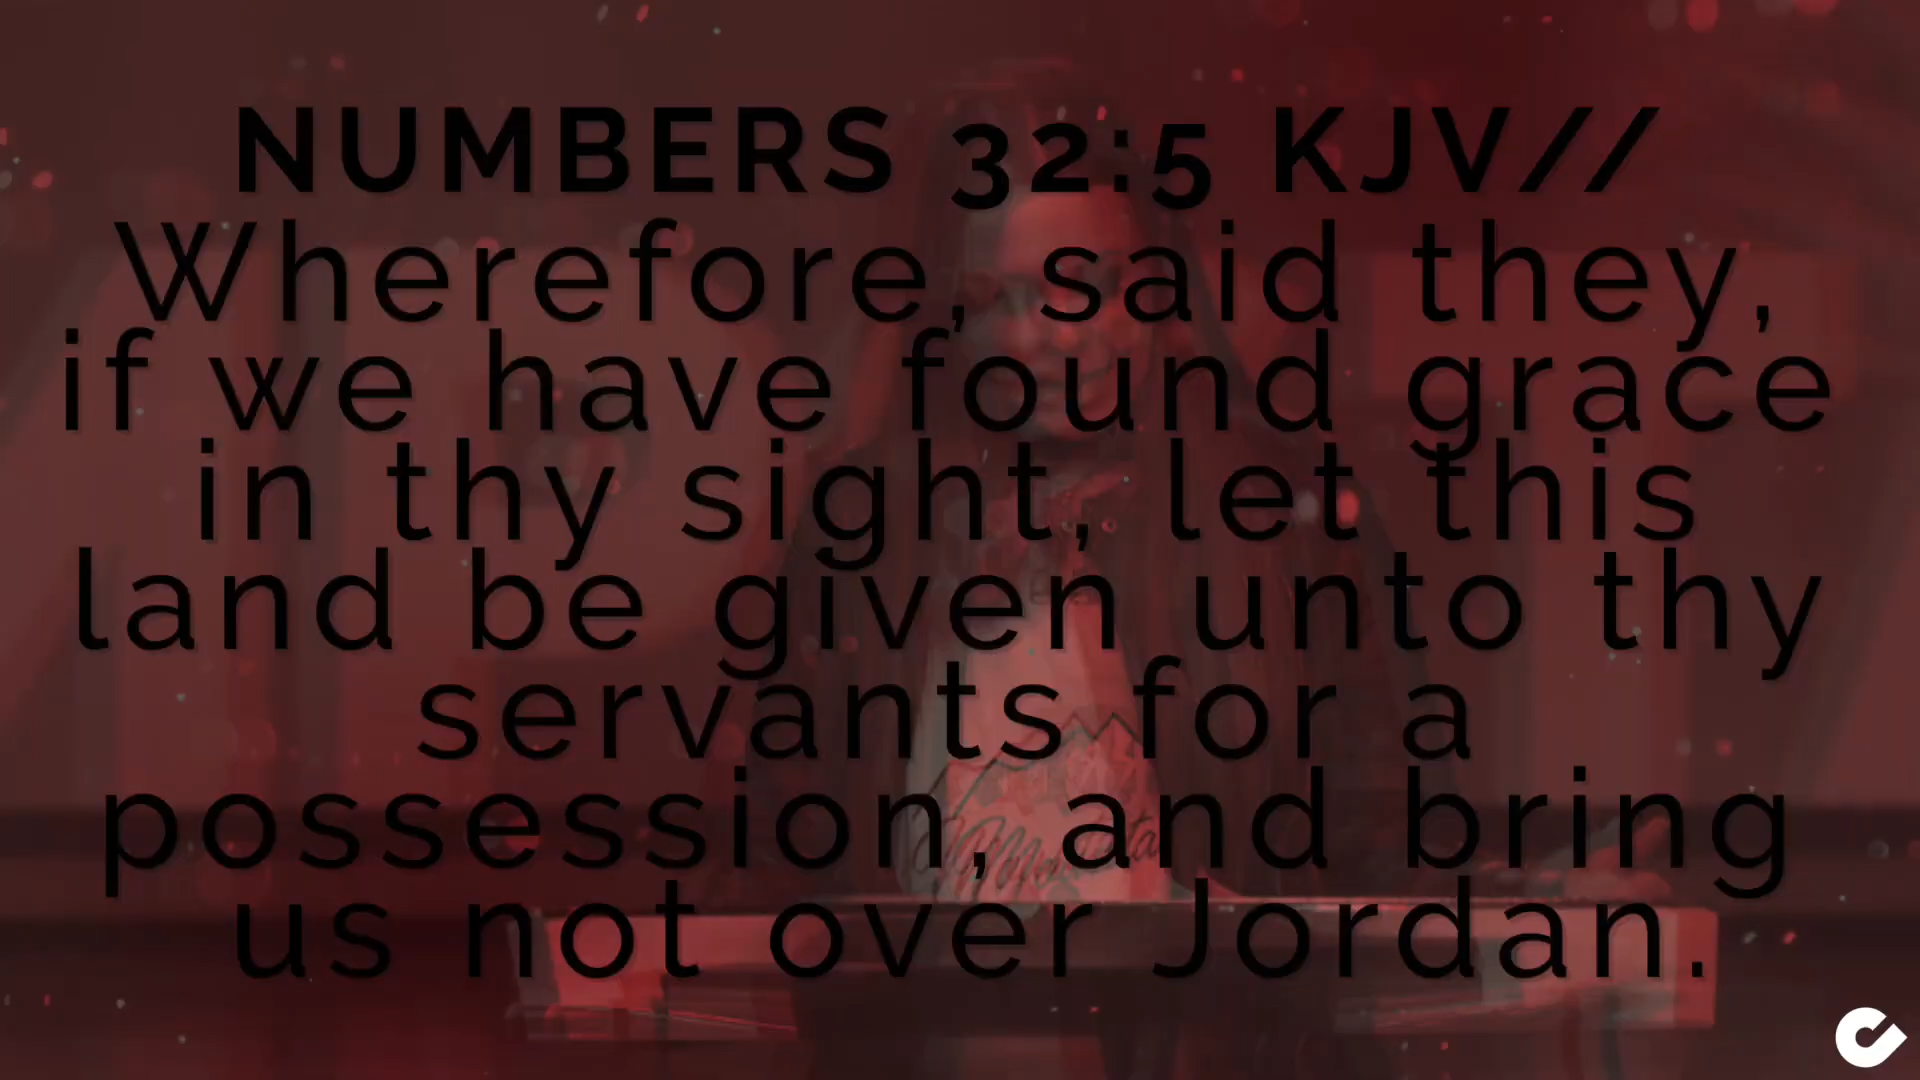 NUMBERS 32:5 KJV//
Wherefore, said they,
if we have found grace
in thy sight, let this
land be given unto thy
servants for a
possession, and bring
us not over Jordan.